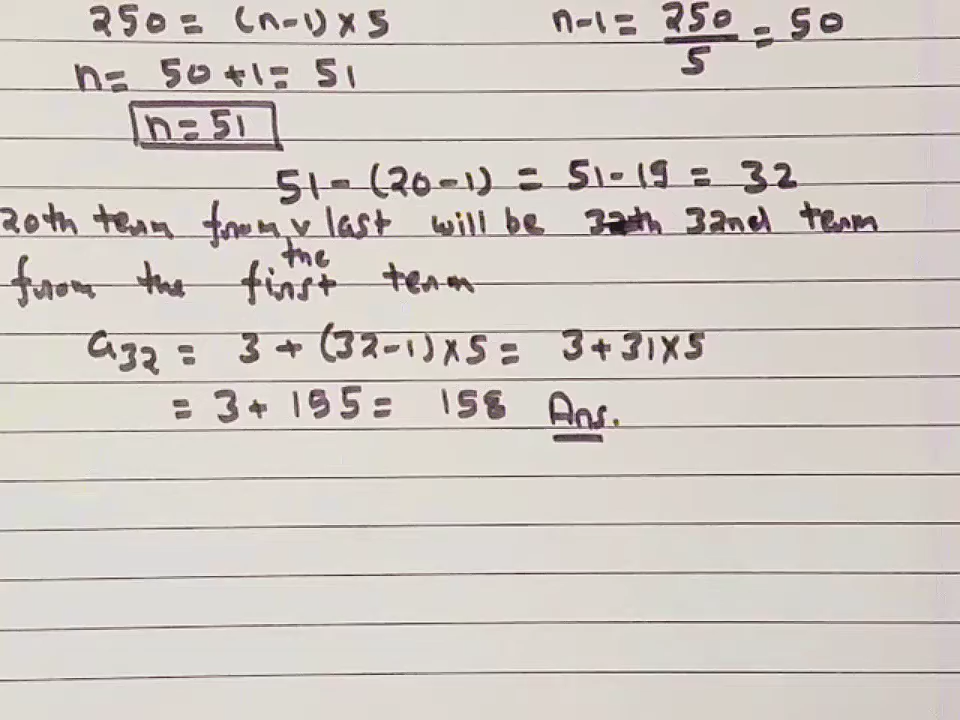 250 = (n-1) × 5 n-1 = 250/5 = 50
n = 50 + 1 = 51
n = 51
51 - (20-1) = 51 - 19 = 32
20th term from the last will be 32nd term
from the first term
a32 = 3 + (32-1) × 5 = 3 + 31 × 5
= 3 + 155 = 158 Ans.